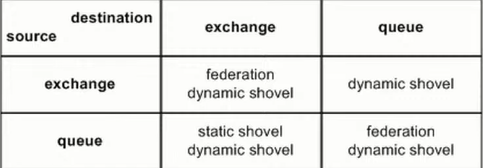 destination
source
exchange
queue
exchange
federation
dynamic shovel
dynamic shovel
queue
static shovel
dynamic shovel
federation
dynamic shovel